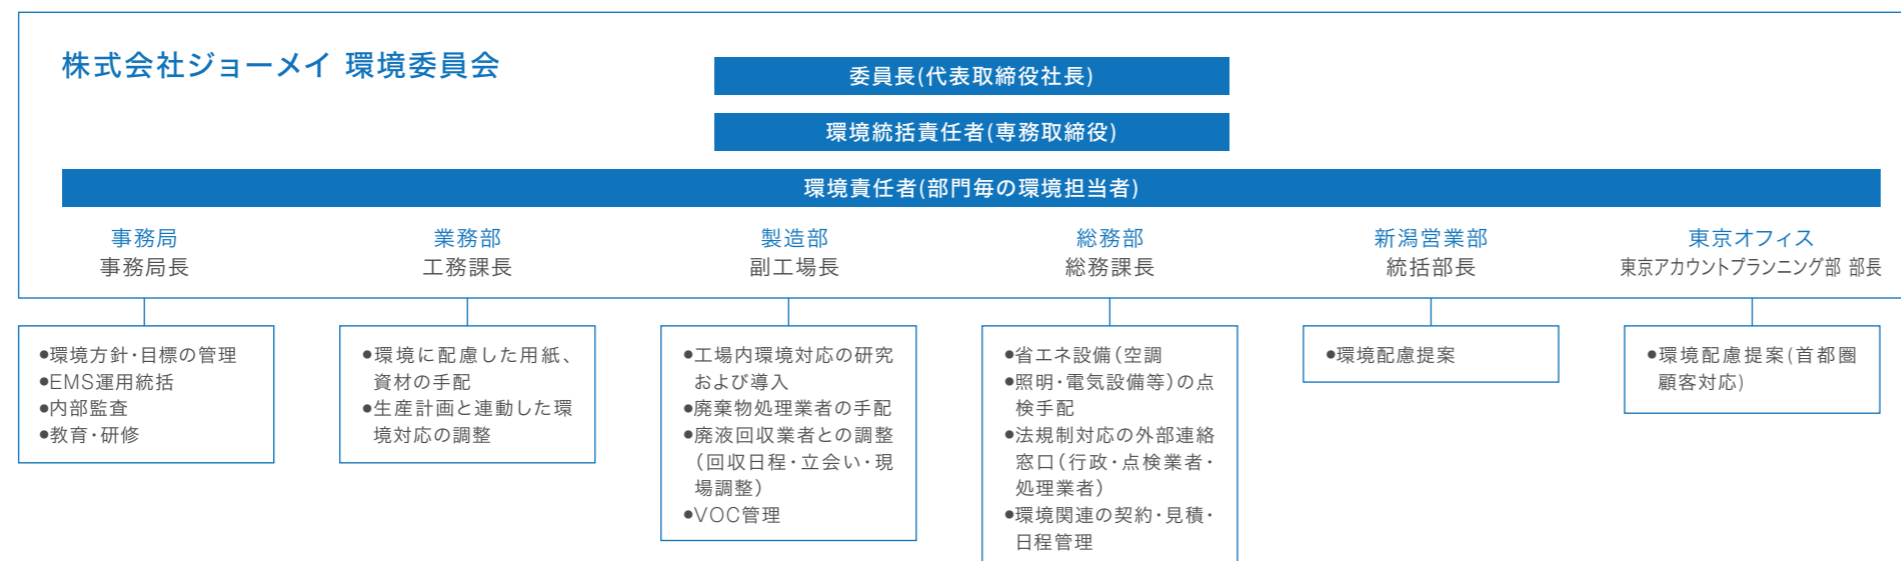 株式会社ジョーメイ 環境委員会
委員長(代表取締役社長)
環境統括責任者(専務取締役)
環境責任者(部門毎の環境担当者)
事務局
事務局長
業務部
工務課長
製造部
副工場長
総務部
総務課長
新潟営業部
統括部長
東京オフィス
東京アカウントプランニング部 部長
●環境方針・目標の管理
●EMS運用統括
●内部監査
●教育・研修
●環境に配慮した用紙、
資材の手配
●生産計画と連動した環
境対応の調整
●工場内環境対応の研究
および導入
●廃棄物処理業者の手配
●廃液回収業者との調整
（回収日程・立会い・現
場調整）
●VOC管理
●省エネ設備（空調
●照明・電気設備等）の点
検手配
●法規制対応の外部連絡
窓口（行政・点検業者・
処理業者）
●環境関連の契約・見積・
日程管理
●環境配慮提案
●環境配慮提案(首都圏
顧客対応)